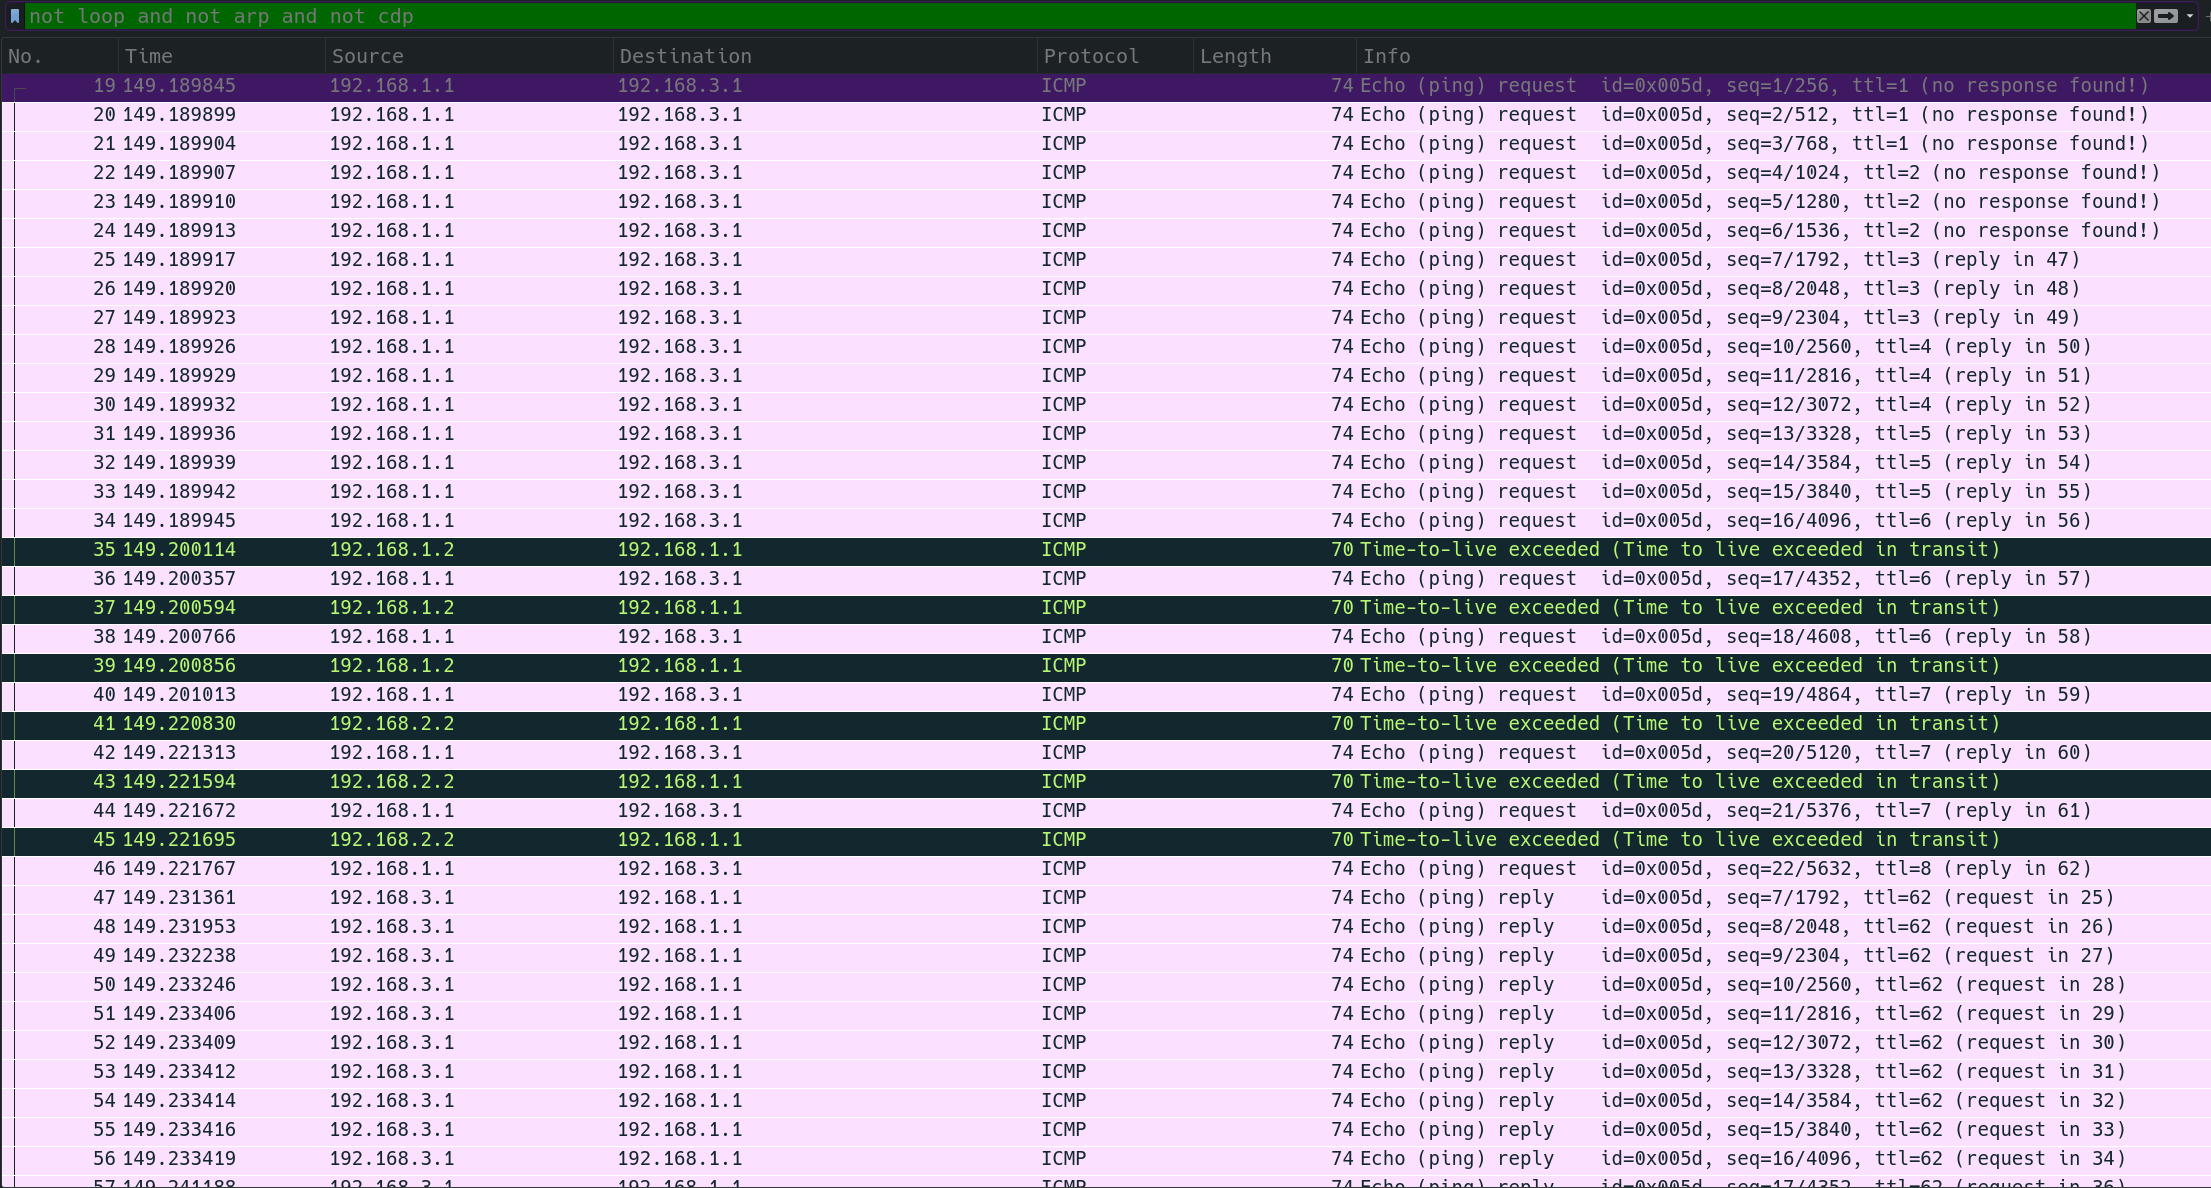 not loop and not arp and not cdp
No. Time Source Destination Protocol Length Info
19 149.189845 192.168.1.1 192.168.3.1 ICMP 74 Echo (ping) request id=0x005d, seq=1/256, ttl=1 (no response found!)
20 149.189899 192.168.1.1 192.168.3.1 ICMP 74 Echo (ping) request id=0x005d, seq=2/512, ttl=1 (no response found!)
21 149.189904 192.168.1.1 192.168.3.1 ICMP 74 Echo (ping) request id=0x005d, seq=3/768, ttl=1 (no response found!)
22 149.189907 192.168.1.1 192.168.3.1 ICMP 74 Echo (ping) request id=0x005d, seq=4/1024, ttl=2 (no response found!)
23 149.189910 192.168.1.1 192.168.3.1 ICMP 74 Echo (ping) request id=0x005d, seq=5/1280, ttl=2 (no response found!)
24 149.189913 192.168.1.1 192.168.3.1 ICMP 74 Echo (ping) request id=0x005d, seq=6/1536, ttl=2 (no response found!)
25 149.189917 192.168.1.1 192.168.3.1 ICMP 74 Echo (ping) request id=0x005d, seq=7/1792, ttl=3 (reply in 47)
26 149.189920 192.168.1.1 192.168.3.1 ICMP 74 Echo (ping) request id=0x005d, seq=8/2048, ttl=3 (reply in 48)
27 149.189923 192.168.1.1 192.168.3.1 ICMP 74 Echo (ping) request id=0x005d, seq=9/2304, ttl=3 (reply in 49)
28 149.189926 192.168.1.1 192.168.3.1 ICMP 74 Echo (ping) request id=0x005d, seq=10/2560, ttl=4 (reply in 50)
29 149.189929 192.168.1.1 192.168.3.1 ICMP 74 Echo (ping) request id=0x005d, seq=11/2816, ttl=4 (reply in 51)
30 149.189932 192.168.1.1 192.168.3.1 ICMP 74 Echo (ping) request id=0x005d, seq=12/3072, ttl=4 (reply in 52)
31 149.189936 192.168.1.1 192.168.3.1 ICMP 74 Echo (ping) request id=0x005d, seq=13/3328, ttl=5 (reply in 53)
32 149.189939 192.168.1.1 192.168.3.1 ICMP 74 Echo (ping) request id=0x005d, seq=14/3584, ttl=5 (reply in 54)
33 149.189942 192.168.1.1 192.168.3.1 ICMP 74 Echo (ping) request id=0x005d, seq=15/3840, ttl=5 (reply in 55)
34 149.189945 192.168.1.1 192.168.3.1 ICMP 74 Echo (ping) request id=0x005d, seq=16/4096, ttl=6 (reply in 56)
35 149.200114 192.168.1.2 192.168.1.1 ICMP 70 Time-to-live exceeded (Time to live exceeded in transit)
36 149.200357 192.168.1.1 192.168.3.1 ICMP 74 Echo (ping) request id=0x005d, seq=17/4352, ttl=6 (reply in 57)
37 149.200594 192.168.1.2 192.168.1.1 ICMP 70 Time-to-live exceeded (Time to live exceeded in transit)
38 149.200766 192.168.1.1 192.168.3.1 ICMP 74 Echo (ping) request id=0x005d, seq=18/4608, ttl=6 (reply in 58)
39 149.200856 192.168.1.2 192.168.1.1 ICMP 70 Time-to-live exceeded (Time to live exceeded in transit)
40 149.201013 192.168.1.1 192.168.3.1 ICMP 74 Echo (ping) request id=0x005d, seq=19/4864, ttl=7 (reply in 59)
41 149.220830 192.168.2.2 192.168.1.1 ICMP 70 Time-to-live exceeded (Time to live exceeded in transit)
42 149.221313 192.168.1.1 192.168.3.1 ICMP 74 Echo (ping) request id=0x005d, seq=20/5120, ttl=7 (reply in 60)
43 149.221594 192.168.2.2 192.168.1.1 ICMP 70 Time-to-live exceeded (Time to live exceeded in transit)
44 149.221672 192.168.1.1 192.168.3.1 ICMP 74 Echo (ping) request id=0x005d, seq=21/5376, ttl=7 (reply in 61)
45 149.221695 192.168.2.2 192.168.1.1 ICMP 70 Time-to-live exceeded (Time to live exceeded in transit)
46 149.221767 192.168.1.1 192.168.3.1 ICMP 74 Echo (ping) request id=0x005d, seq=22/5632, ttl=8 (reply in 62)
47 149.231361 192.168.3.1 192.168.1.1 ICMP 74 Echo (ping) reply id=0x005d, seq=7/1792, ttl=62 (request in 25)
48 149.231953 192.168.3.1 192.168.1.1 ICMP 74 Echo (ping) reply id=0x005d, seq=8/2048, ttl=62 (request in 26)
49 149.232238 192.168.3.1 192.168.1.1 ICMP 74 Echo (ping) reply id=0x005d, seq=9/2304, ttl=62 (request in 27)
50 149.233246 192.168.3.1 192.168.1.1 ICMP 74 Echo (ping) reply id=0x005d, seq=10/2560, ttl=62 (request in 28)
51 149.233406 192.168.3.1 192.168.1.1 ICMP 74 Echo (ping) reply id=0x005d, seq=11/2816, ttl=62 (request in 29)
52 149.233409 192.168.3.1 192.168.1.1 ICMP 74 Echo (ping) reply id=0x005d, seq=12/3072, ttl=62 (request in 30)
53 149.233412 192.168.3.1 192.168.1.1 ICMP 74 Echo (ping) reply id=0x005d, seq=13/3328, ttl=62 (request in 31)
54 149.233414 192.168.3.1 192.168.1.1 ICMP 74 Echo (ping) reply id=0x005d, seq=14/3584, ttl=62 (request in 32)
55 149.233416 192.168.3.1 192.168.1.1 ICMP 74 Echo (ping) reply id=0x005d, seq=15/3840, ttl=62 (request in 33)
56 149.233419 192.168.3.1 192.168.1.1 ICMP 74 Echo (ping) reply id=0x005d, seq=16/4096, ttl=62 (request in 34)
57 149.241188 192.168.3.1 192.168.1.1 ICMP 74 Echo (ping) reply id=0x005d, seq=17/4352, ttl=62 (request in 36)